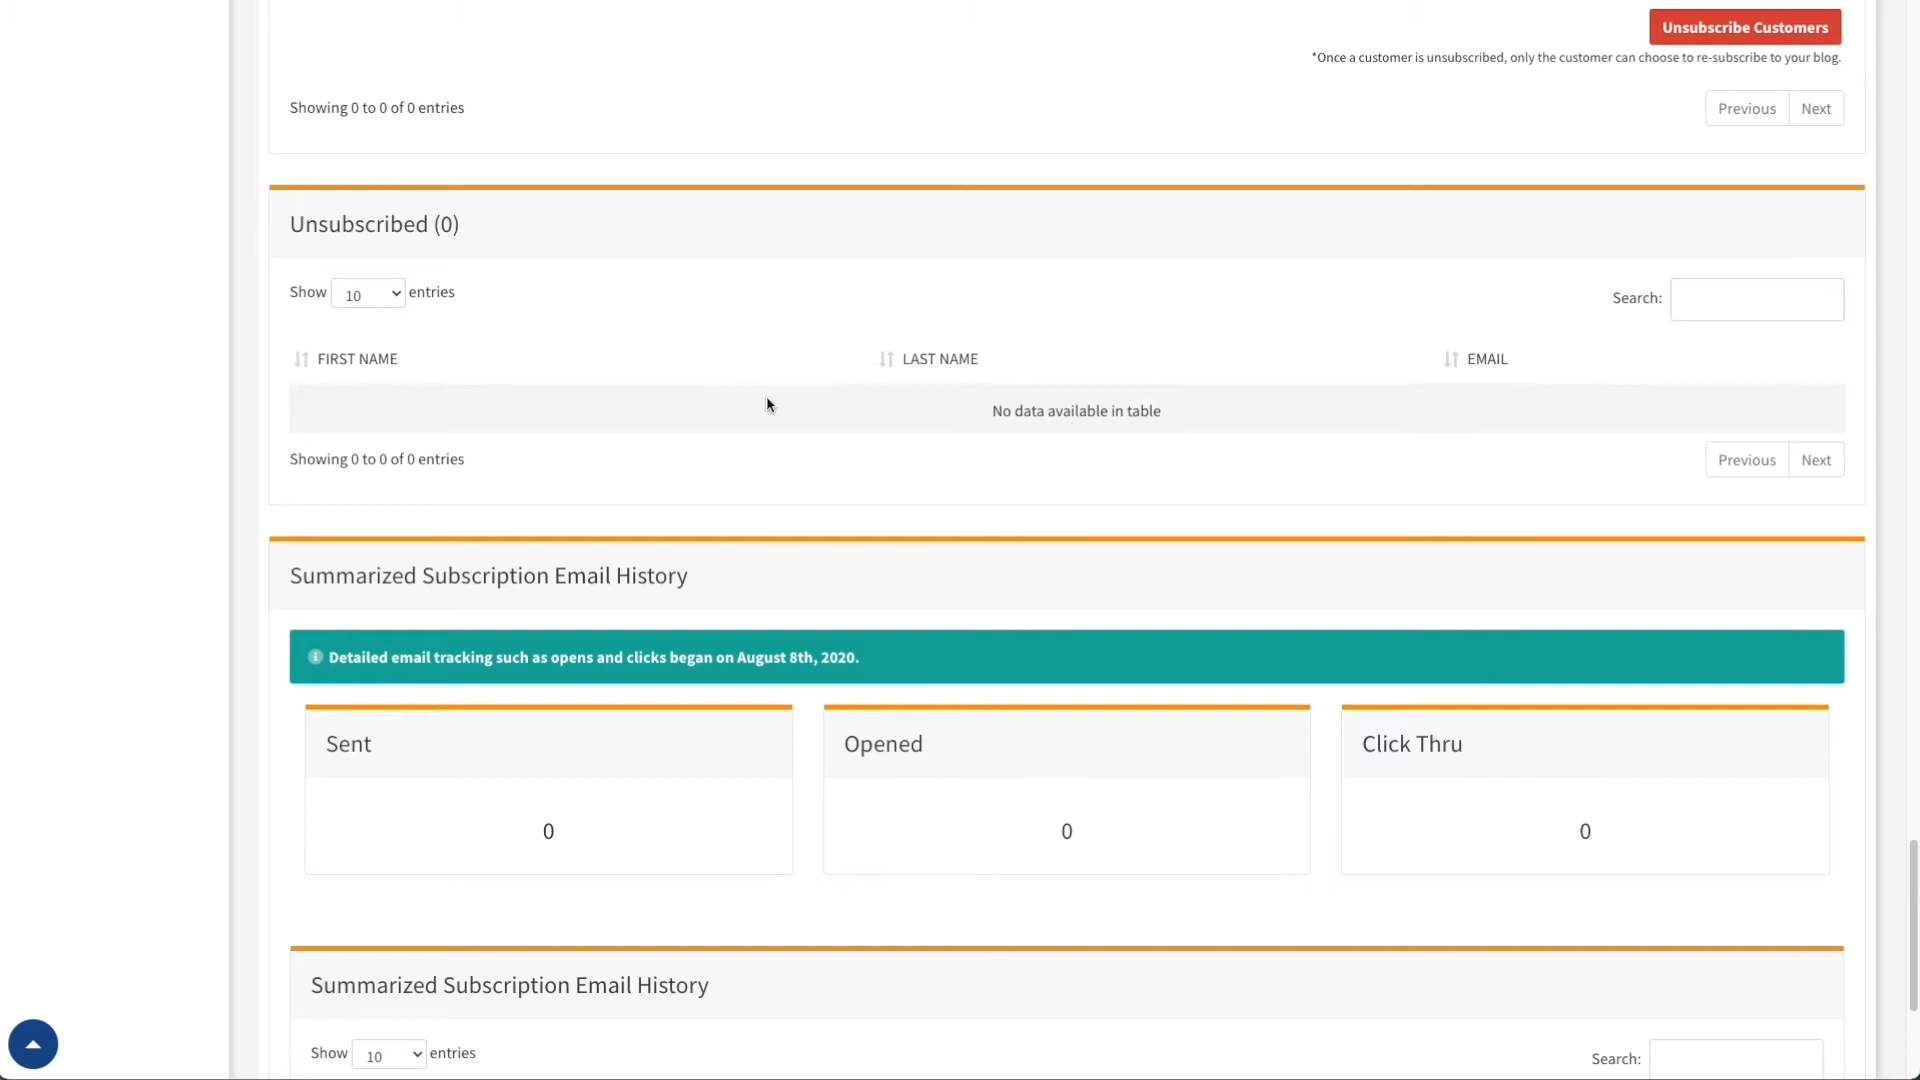 Unsubscribe Customers
*Once a customer is unsubscribed, only the customer can choose to re-subscribe to your blog.
Showing 0 to 0 of 0 entries
Previous Next
Unsubscribed (0)
Show 10 entries
Search:
FIRST NAME LAST NAME EMAIL
No data available in table
Showing 0 to 0 of 0 entries
Previous Next
Summarized Subscription Email History
Detailed email tracking such as opens and clicks began on August 8th, 2020.
Sent Opened Click Thru
0 0 0
Summarized Subscription Email History
Show 10 entries
Search: